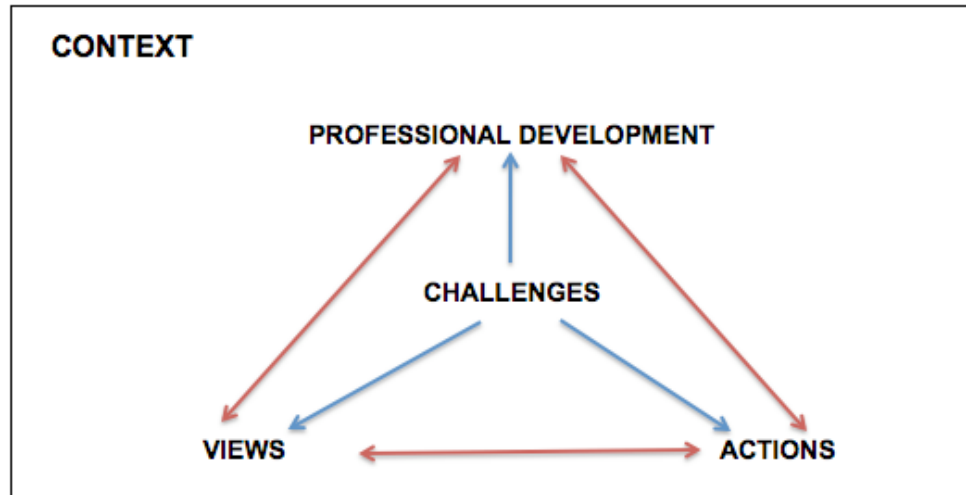 CONTEXT
PROFESSIONAL DEVELOPMENT
CHALLENGES
VIEWS
ACTIONS